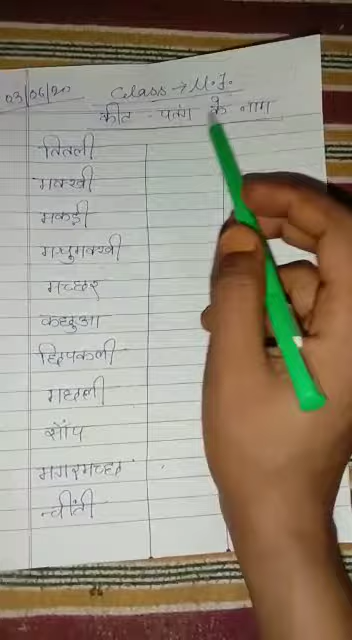 03/06/20
Class → U.J.
कीट - पतंग के नाम
तितली
मक्खी
मकड़ी
मधुमक्खी
मच्छर
कछुआ
छिपकली
मछली
साँप
मगरमच्छ
चींटी